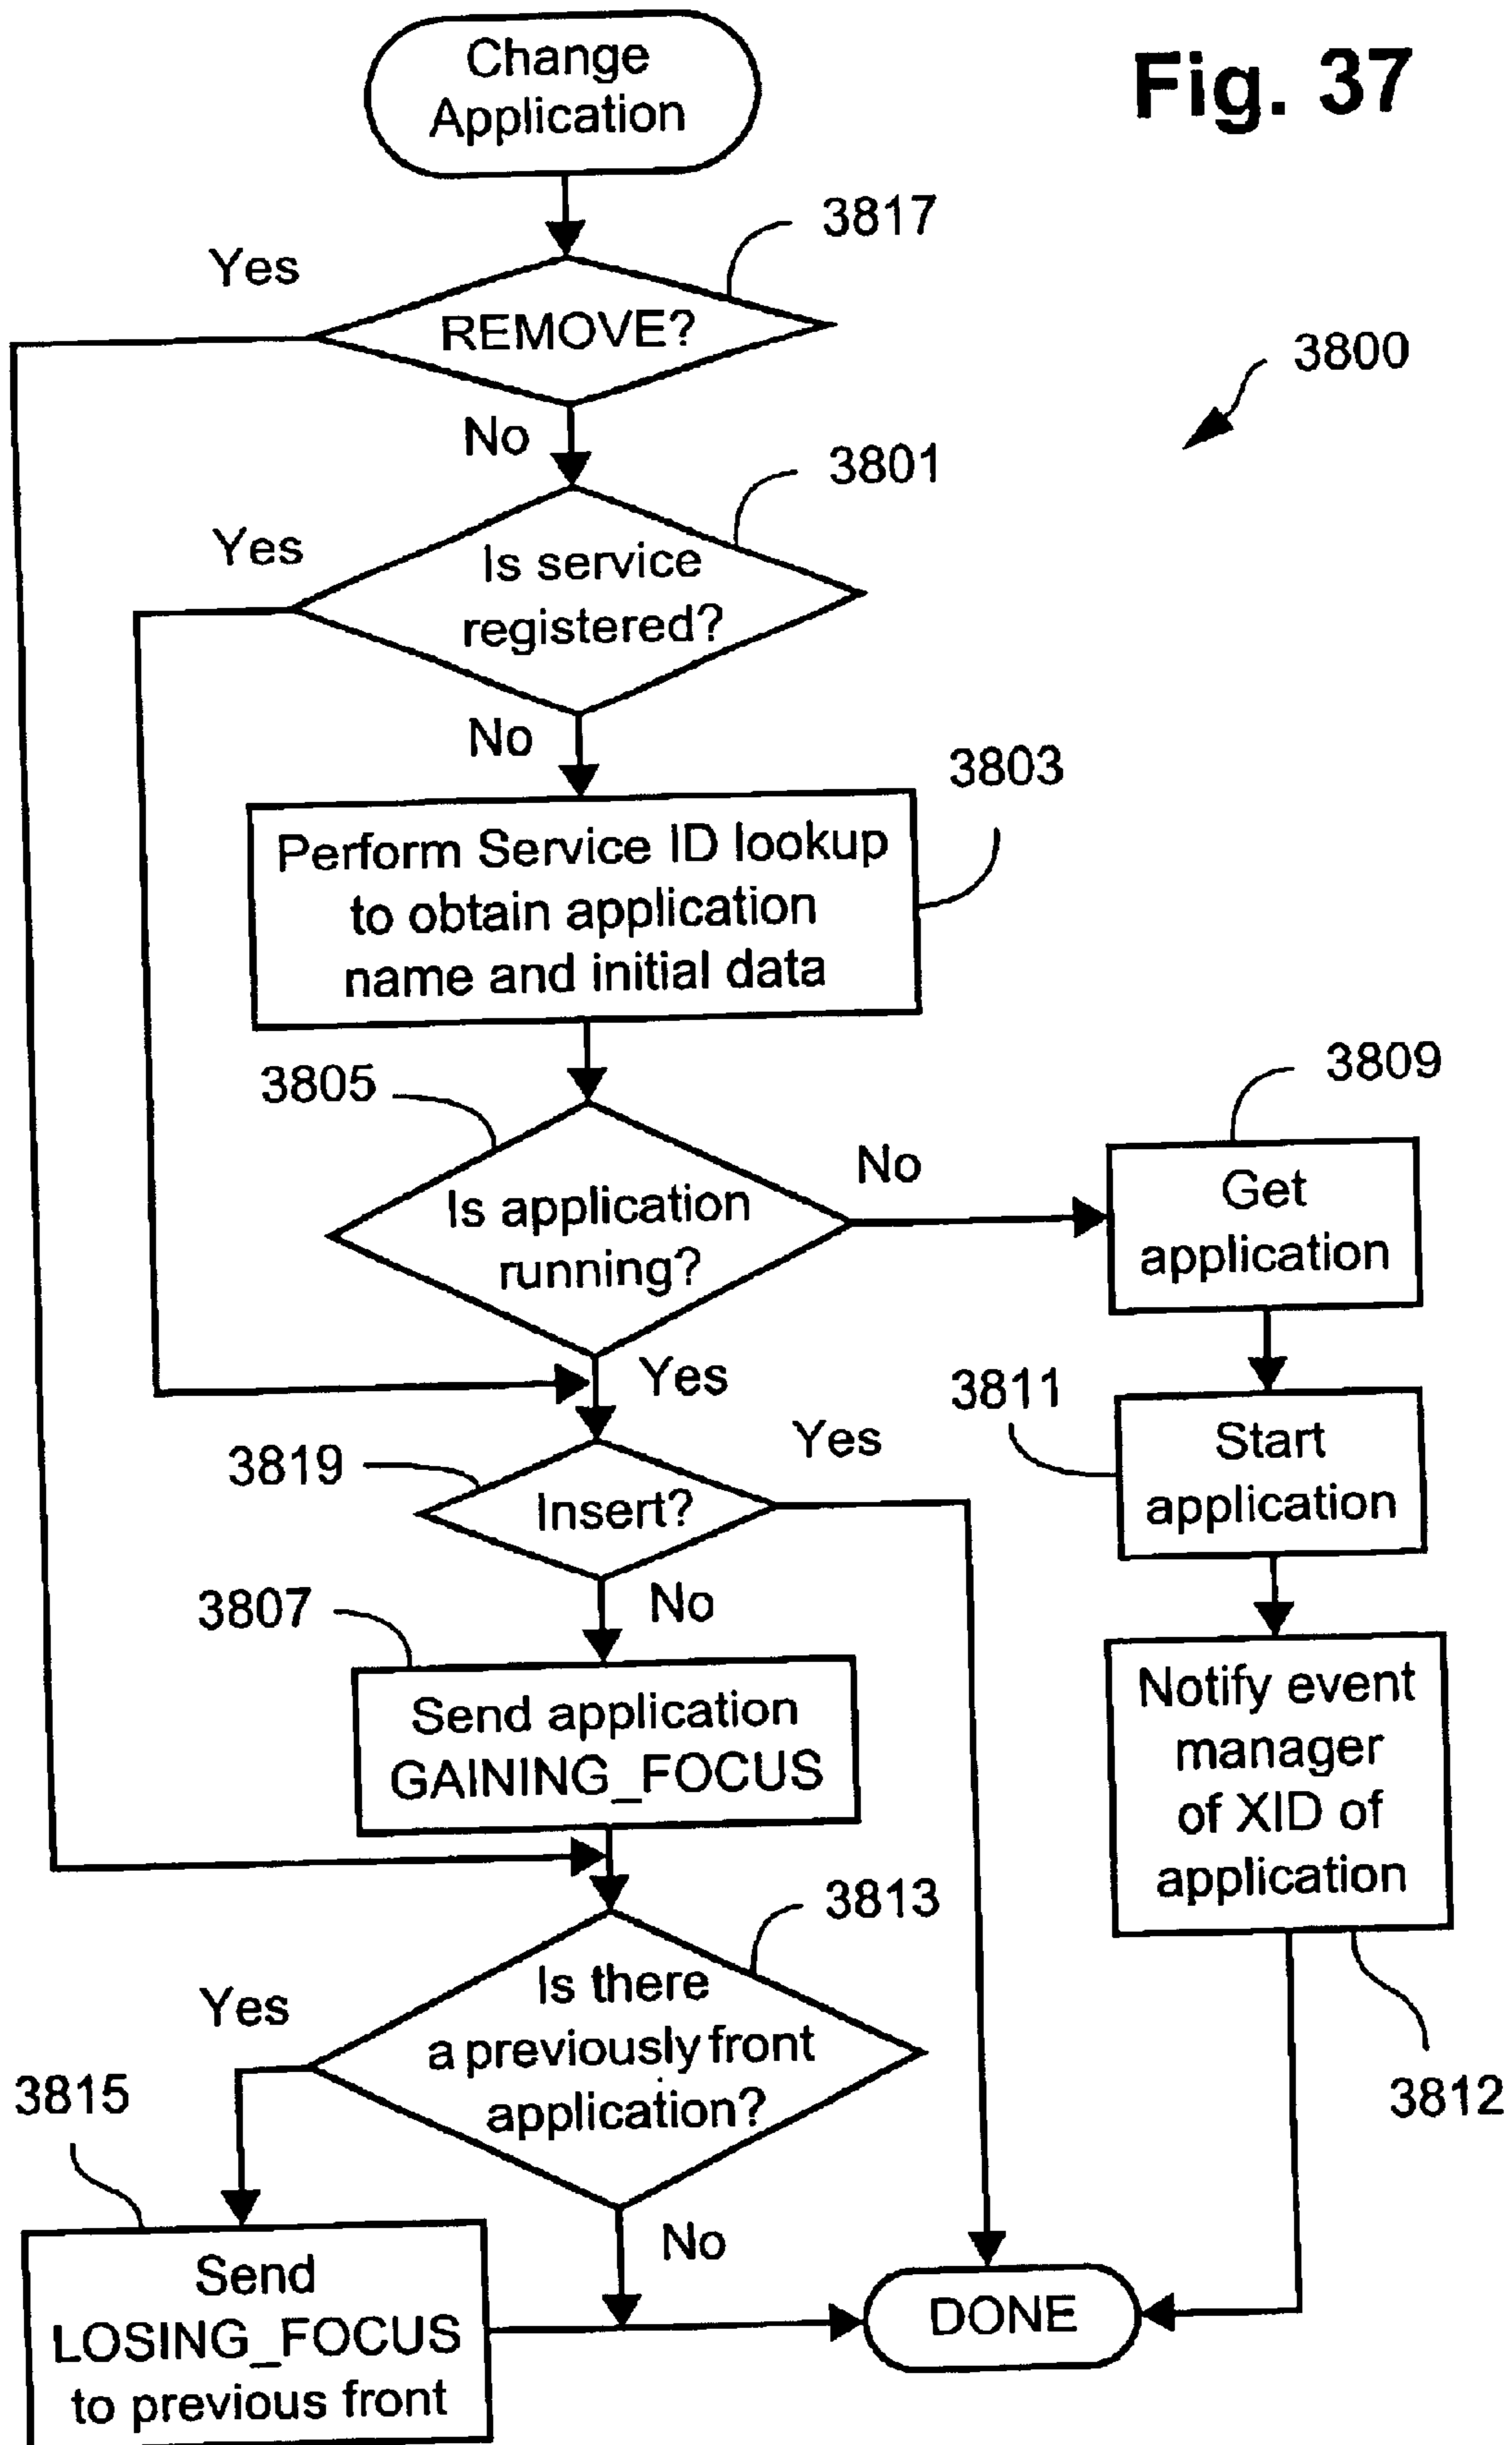 Change
Application
Fig. 37
3817
Yes
REMOVE?
3800
No
3801
Yes
Is service
registered?
No
3803
Perform Service ID lookup
to obtain application
name and initial data
3805
3809
No
Get
application
Is application
running?
Yes
3811
Start
application
3819
Yes
Insert?
3807
No
Send application
GAINING_FOCUS
Notify event
manager
of XID of
application
3813
Yes
Is there
a previously front
application?
3815
3812
No
Send
LOSING_FOCUS
to previous front
DONE